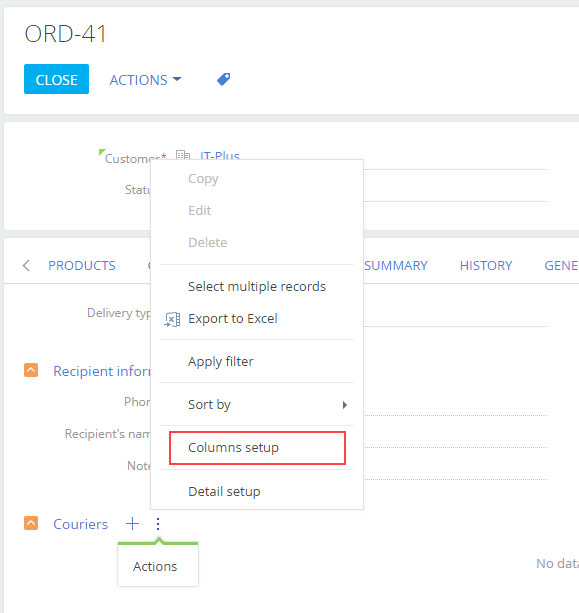 ORD-41
CLOSE
ACTIONS
Customer*
IT-Plus
Statu
Copy
Edit
Delete
PRODUCTS
SUMMARY
HISTORY
GENE
Select multiple records
Delivery typ
Export to Excel
Apply filter
Recipient inform
Phon
Sort by
Recipient's nam
Columns setup
Note
Detail setup
Couriers
Actions
No data